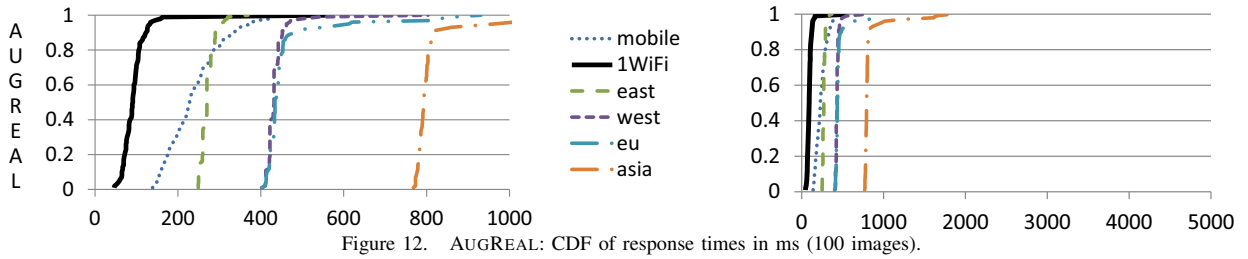 AUGREAL
1
0.8
0.6
0.4
0.2
0
0 200 400 600 800 1000
mobile
1WiFi
east
west
eu
asia
1
0.8
0.6
0.4
0.2
0
0 1000 2000 3000 4000 5000
Figure 12. AUGREAL: CDF of response times in ms (100 images).